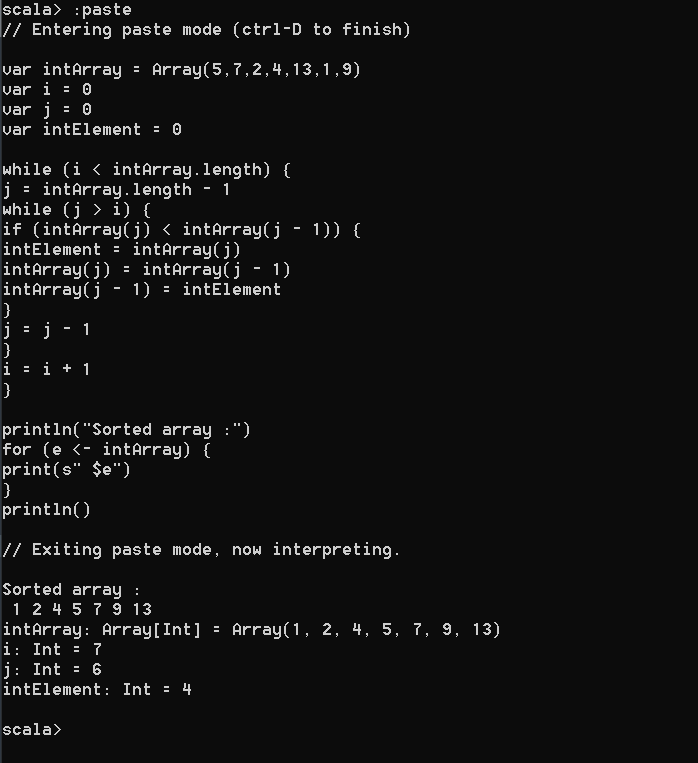 scala> :paste
// Entering paste mode (ctrl-D to finish)
var intArray = Array(5,7,2,4,13,1,9)
var i = 0
var j = 0
var intElement = 0
while (i < intArray.length) {
j = intArray.length - 1
while (j > i) {
if (intArray(j) < intArray(j - 1)) {
intElement = intArray(j)
intArray(j) = intArray(j - 1)
intArray(j - 1) = intElement
}
j = j - 1
}
i = i + 1
}
println("Sorted array :")
for (e <- intArray) {
print(s" $e")
}
println()
// Exiting paste mode, now interpreting.
Sorted array :
 1 2 4 5 7 9 13
intArray: Array[Int] = Array(1, 2, 4, 5, 7, 9, 13)
i: Int = 7
j: Int = 6
intElement: Int = 4
scala>